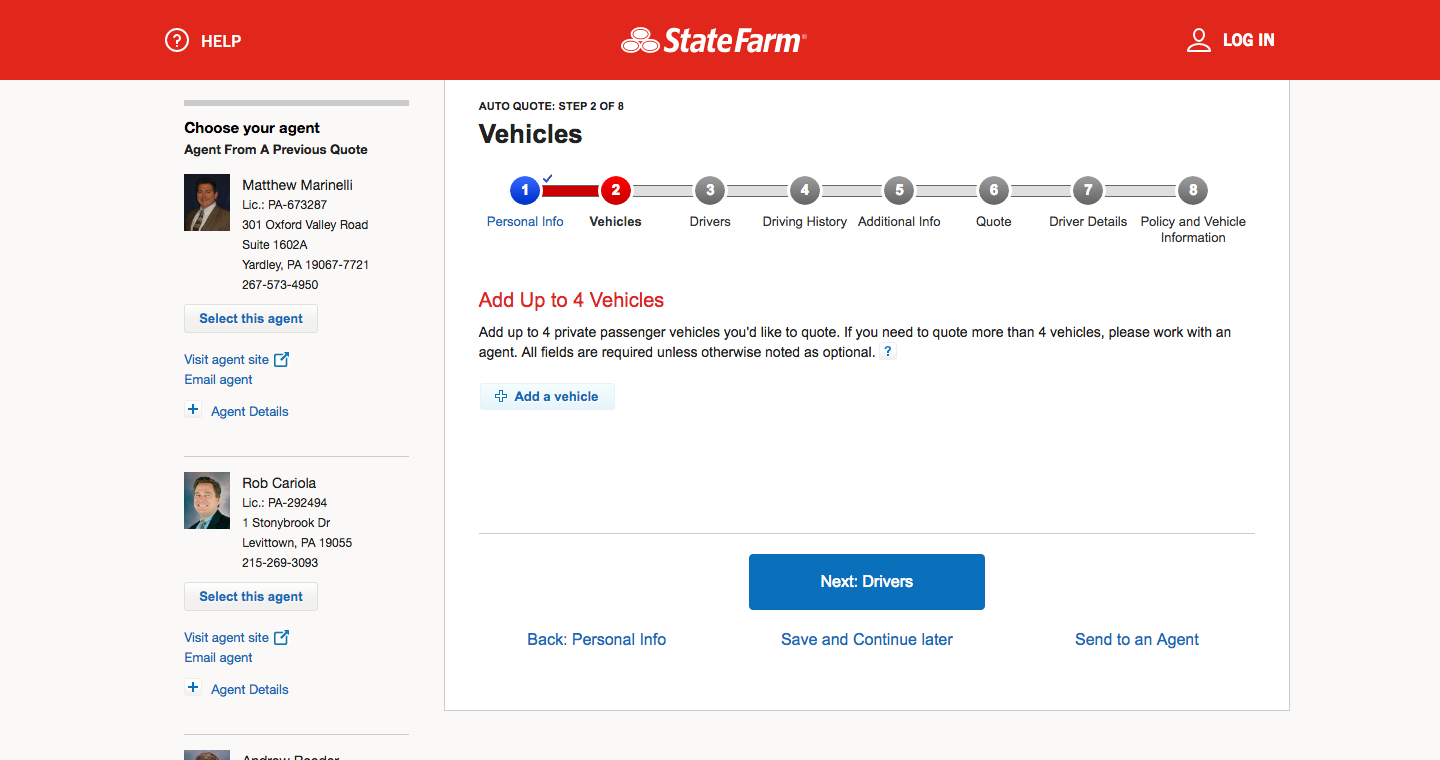 HELP
State Farm®
LOG IN
Choose your agent
Agent From A Previous Quote
Matthew Marinelli
Lic.: PA-673287
301 Oxford Valley Road
Suite 1602A
Yardley, PA 19067-7721
267-573-4950
Select this agent
Visit agent site
Email agent
+ Agent Details
Rob Cariola
Lic.: PA-292494
1 Stonybrook Dr
Levittown, PA 19055
215-269-3093
Select this agent
Visit agent site
Email agent
+ Agent Details
AUTO QUOTE: STEP 2 OF 8
Vehicles
1 2 3 4 5 6 7 8
Personal Info Vehicles Drivers Driving History Additional Info Quote Driver Details Policy and Vehicle
Information
Add Up to 4 Vehicles
Add up to 4 private passenger vehicles you'd like to quote. If you need to quote more than 4 vehicles, please work with an
agent. All fields are required unless otherwise noted as optional. ?
Add a vehicle
Next: Drivers
Back: Personal Info Save and Continue later Send to an Agent